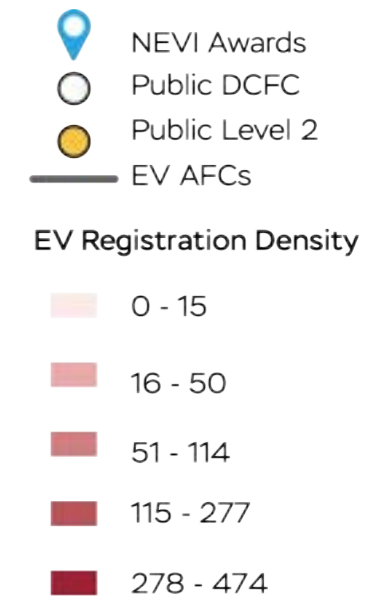 NEVI Awards
Public DCFC
Public Level 2
EV AFCs
EV Registration Density
0 - 15
16 - 50
51 - 114
115 - 277
278 - 474